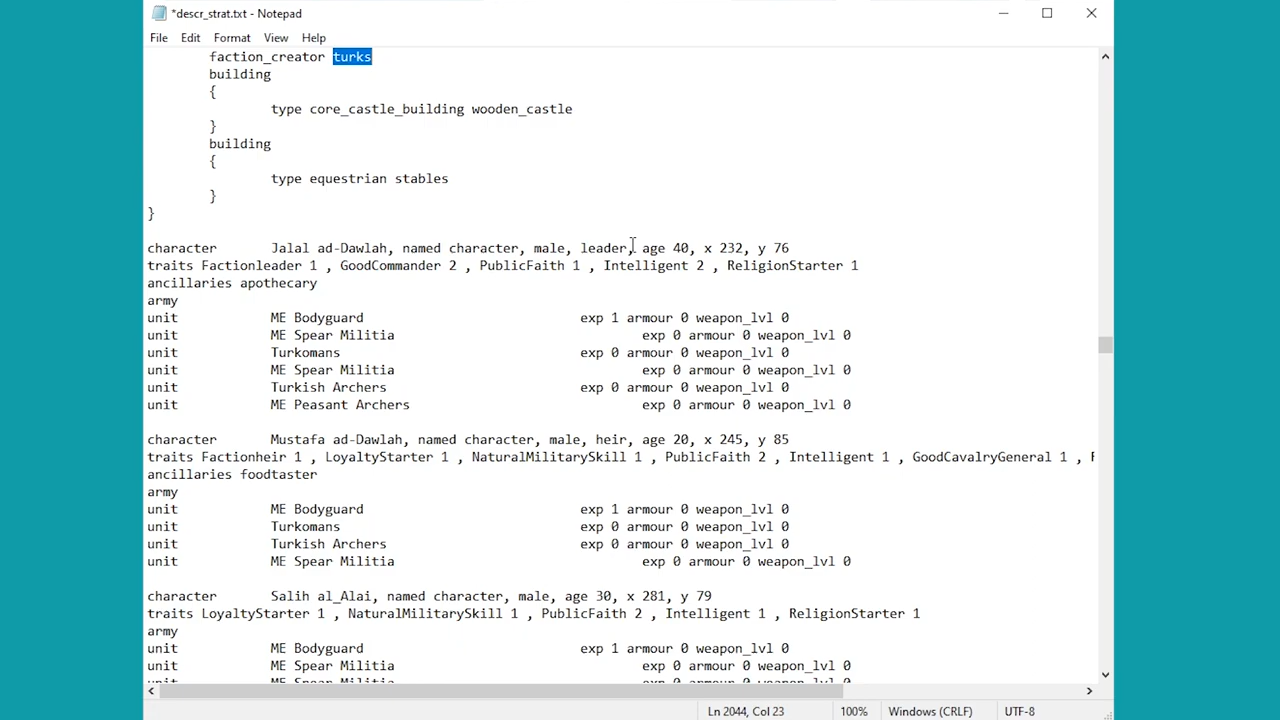 *descr_strat.txt - Notepad
File Edit Format View Help
faction_creator turks
building
{
type core_castle_building wooden_castle
}
building
{
type equestrian stables
}
}
character Jalal ad-Dawlah, named character, male, leader, age 40, x 232, y 76
traits Factionleader 1 , GoodCommander 2 , PublicFaith 1 , Intelligent 2 , ReligionStarter 1
ancillaries apothecary
army
unit ME Bodyguard exp 1 armour 0 weapon_lvl 0
unit ME Spear Militia exp 0 armour 0 weapon_lvl 0
unit Turkomans exp 0 armour 0 weapon_lvl 0
unit ME Spear Militia exp 0 armour 0 weapon_lvl 0
unit Turkish Archers exp 0 armour 0 weapon_lvl 0
unit ME Peasant Archers exp 0 armour 0 weapon_lvl 0
character Mustafa ad-Dawlah, named character, male, heir, age 20, x 245, y 85
traits Factionheir 1 , LoyaltyStarter 1 , NaturalMilitarySkill 1 , PublicFaith 2 , Intelligent 1 , GoodCavalryGeneral 1 ,
ancillaries foodtaster
army
unit ME Bodyguard exp 1 armour 0 weapon_lvl 0
unit Turkomans exp 0 armour 0 weapon_lvl 0
unit Turkish Archers exp 0 armour 0 weapon_lvl 0
unit ME Spear Militia exp 0 armour 0 weapon_lvl 0
character Salih al_Alai, named character, male, age 30, x 281, y 79
traits LoyaltyStarter 1 , NaturalMilitarySkill 1 , PublicFaith 2 , Intelligent 1 , ReligionStarter 1
army
unit ME Bodyguard exp 1 armour 0 weapon_lvl 0
unit ME Spear Militia exp 0 armour 0 weapon_lvl 0
unit ME Spear Militia exp 0 armour 0 weapon_lvl 0
Ln 2044, Col 23 100% Windows (CRLF) UTF-8